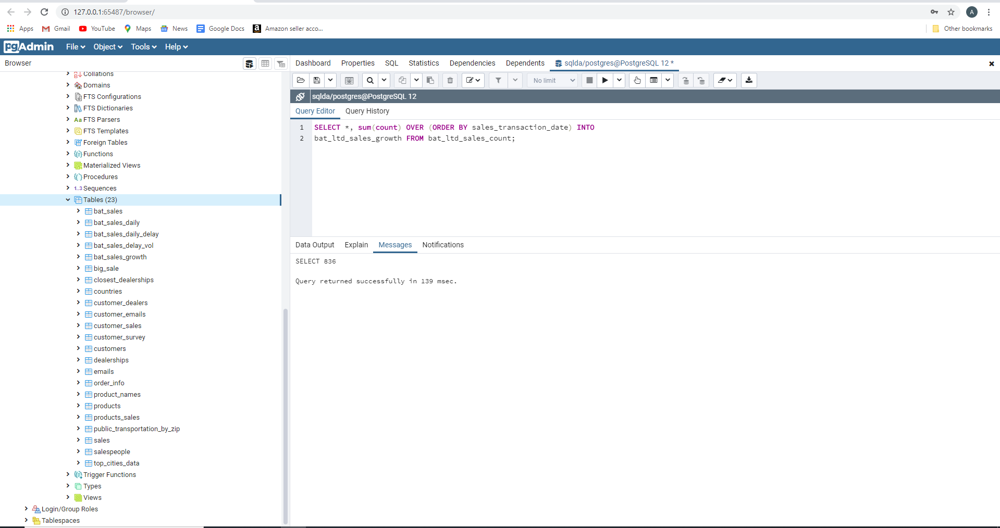 127.0.0.1:65487/browser/
A
Apps Gmail YouTube Maps News Google Docs Amazon seller acco... Other bookmarks
pgAdmin File Object Tools Help
Browser
Dashboard Properties SQL Statistics Dependencies Dependents sqlda/postgres@PostgreSQL 12 *
No limit
sqlda/postgres@PostgreSQL 12
Query Editor Query History
1 SELECT *, sum(count) OVER (ORDER BY sales_transaction_date) INTO
2 bat_ltd_sales_growth FROM bat_ltd_sales_count;
Data Output Explain Messages Notifications
SELECT 836
Query returned successfully in 139 msec.
Collations
Domains
FTS Configurations
FTS Dictionaries
Aa FTS Parsers
FTS Templates
Foreign Tables
Functions
Materialized Views
Procedures
1..3 Sequences
Tables (23)
bat_sales
bat_sales_daily
bat_sales_daily_delay
bat_sales_delay_vol
bat_sales_growth
big_sale
closest_dealerships
countries
customer_dealers
customer_emails
customer_sales
customer_survey
customers
dealerships
emails
order_info
product_names
products
products_sales
public_transportation_by_zip
sales
salespeople
top_cities_data
Trigger Functions
Types
Views
Login/Group Roles
Tablespaces